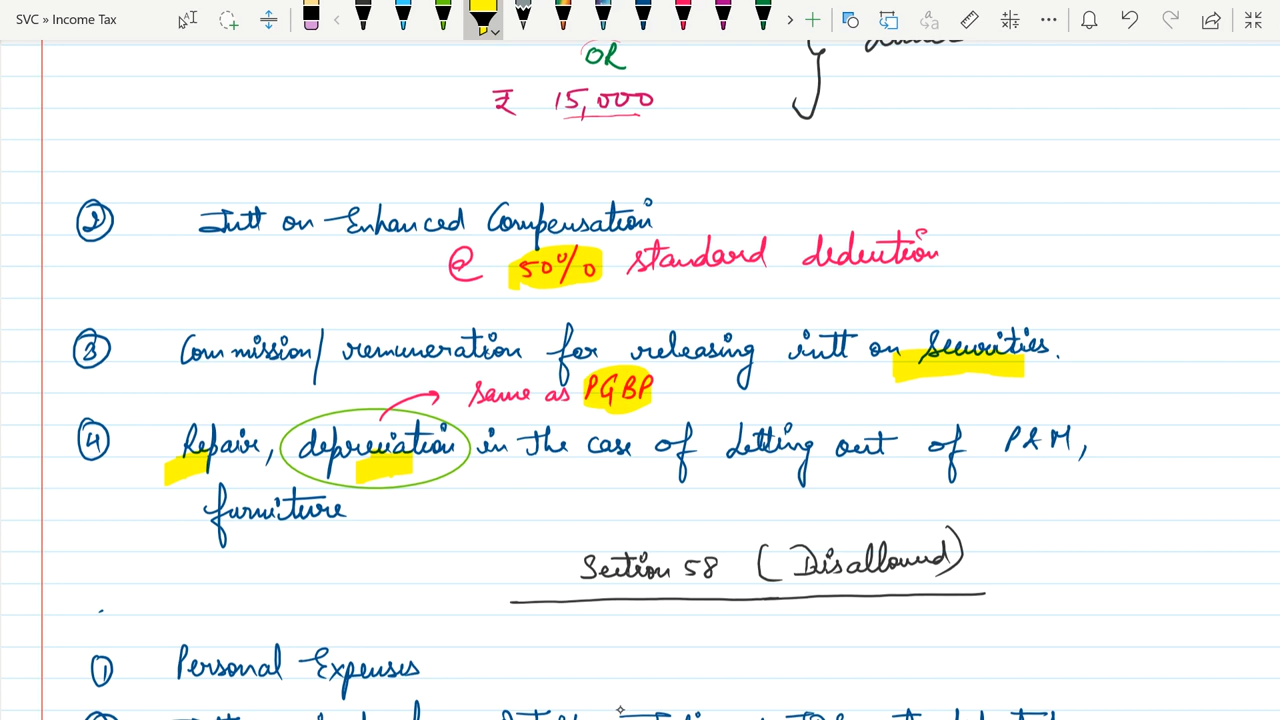 SVC » Income Tax
OR
₹ 15,000
② Intt on Enhanced Compensation
@ 50% standard deduction
③ Commission/ remuneration for releasing intt on Securities.
same as PGBP
④ Repair, depreciation in the case of letting out of P&M,
furniture
Section 58 (Disallowed)
① Personal Expenses